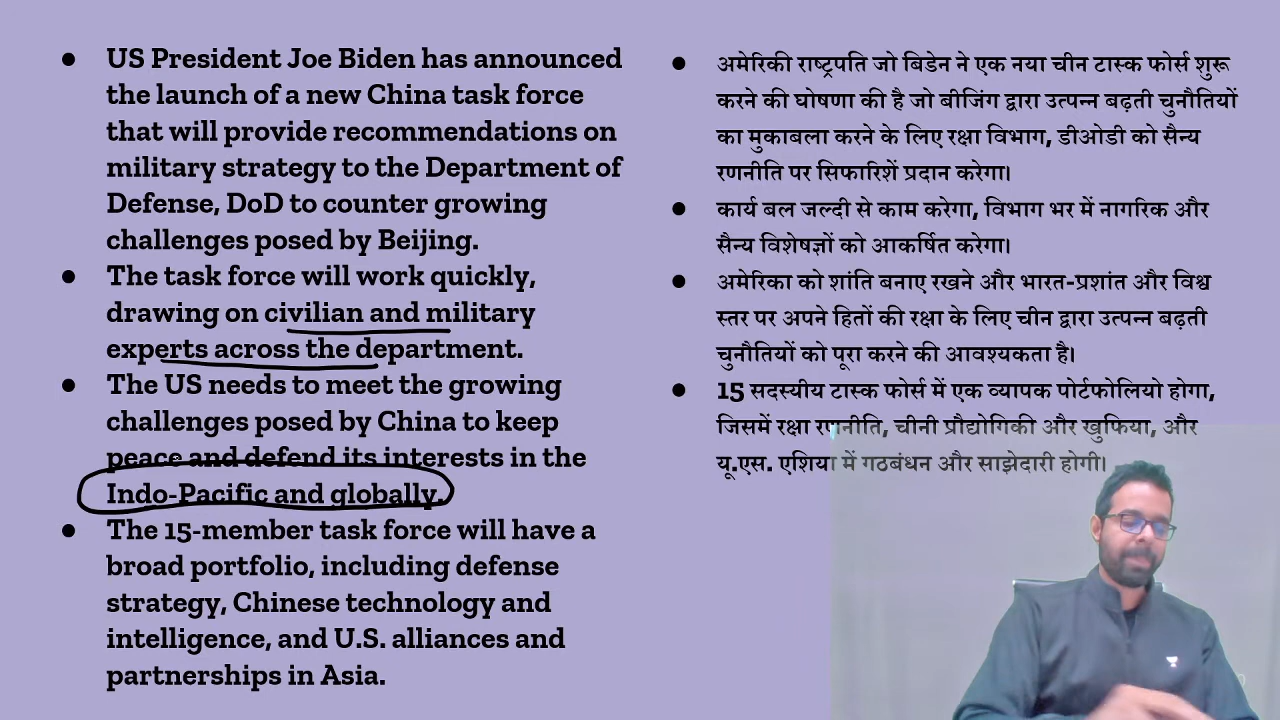 ● US President Joe Biden has announced
the launch of a new China task force
that will provide recommendations on
military strategy to the Department of
Defense, DoD to counter growing
challenges posed by Beijing.
● The task force will work quickly,
drawing on civilian and military
experts across the department.
● The US needs to meet the growing
challenges posed by China to keep
peace and defend its interests in the
Indo-Pacific and globally.
● The 15-member task force will have a
broad portfolio, including defense
strategy, Chinese technology and
intelligence, and U.S. alliances and
partnerships in Asia.
● अमेरिकी राष्ट्रपति जो बिडेन ने एक नया चीन टास्क फोर्स शुरू
करने की घोषणा की है जो बीजिंग द्वारा उत्पन्न बढ़ती चुनौतियों
का मुकाबला करने के लिए रक्षा विभाग, डीओडी को सैन्य
रणनीति पर सिफारिशें प्रदान करेगा।
● कार्य बल जल्दी से काम करेगा, विभाग भर में नागरिक और
सैन्य विशेषज्ञों को आकर्षित करेगा।
● अमेरिका को शांति बनाए रखने और भारत-प्रशांत और विश्व
स्तर पर अपने हितों की रक्षा के लिए चीन द्वारा उत्पन्न बढ़ती
चुनौतियों को पूरा करने की आवश्यकता है।
● 15 सदस्यीय टास्क फोर्स में एक व्यापक पोर्टफोलियो होगा,
जिसमें रक्षा रणनीति, चीनी प्रौद्योगिकी और खुफिया, और
यू.एस. एशिया में गठबंधन और साझेदारी होगी।